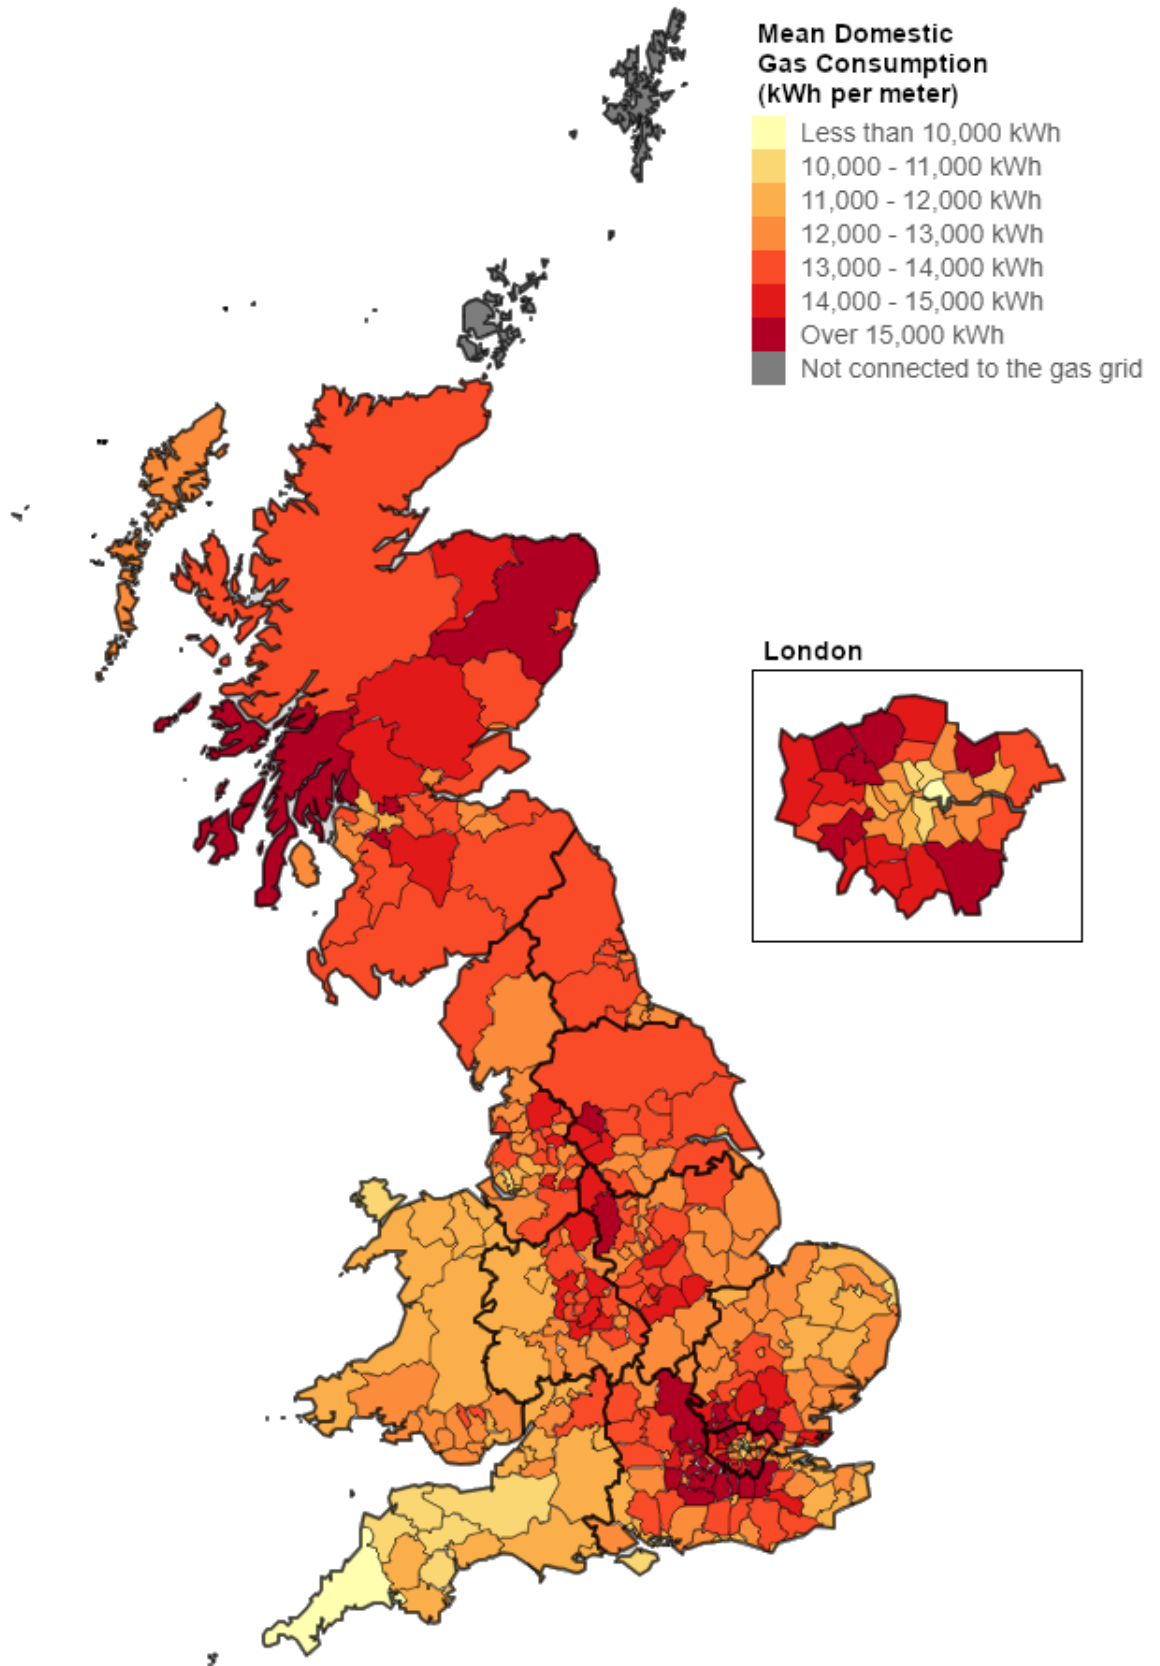 Mean Domestic
Gas Consumption
(kWh per meter)
Less than 10,000 kWh
10,000 - 11,000 kWh
11,000 - 12,000 kWh
12,000 - 13,000 kWh
13,000 - 14,000 kWh
14,000 - 15,000 kWh
Over 15,000 kWh
Not connected to the gas grid
London